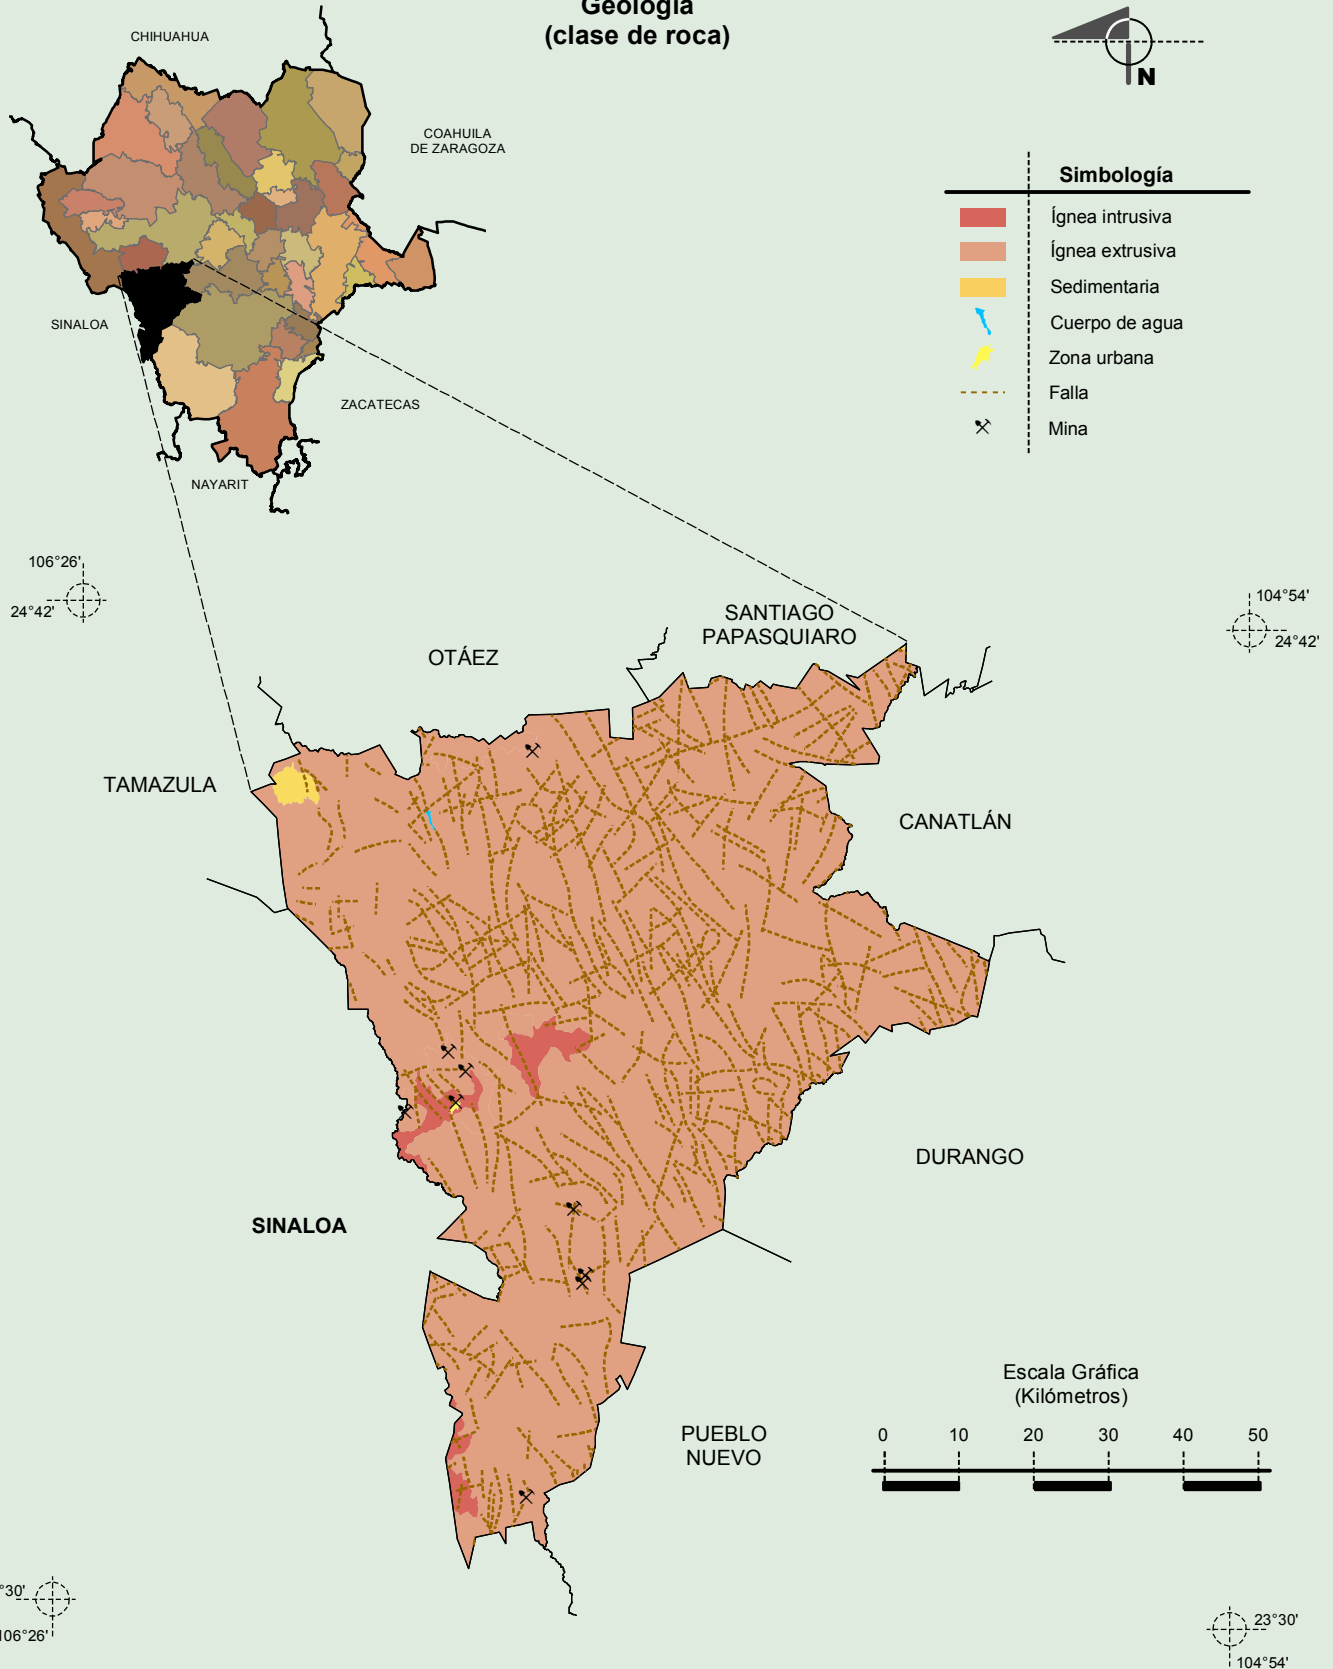 Geología
(clase de roca)
N
CHIHUAHUA
COAHUILA
DE ZARAGOZA
SINALOA
ZACATECAS
NAYARIT
Simbología
Ígnea intrusiva
Ígnea extrusiva
Sedimentaria
Cuerpo de agua
Zona urbana
Falla
Mina
106°26'
24°42'
104°54'
24°42'
SANTIAGO
PAPASQUIARO
OTÁEZ
TAMAZULA
CANATLÁN
DURANGO
SINALOA
PUEBLO
NUEVO
Escala Gráfica
(Kilómetros)
0 10 20 30 40 50
°30'
106°26'
23°30'
104°54'